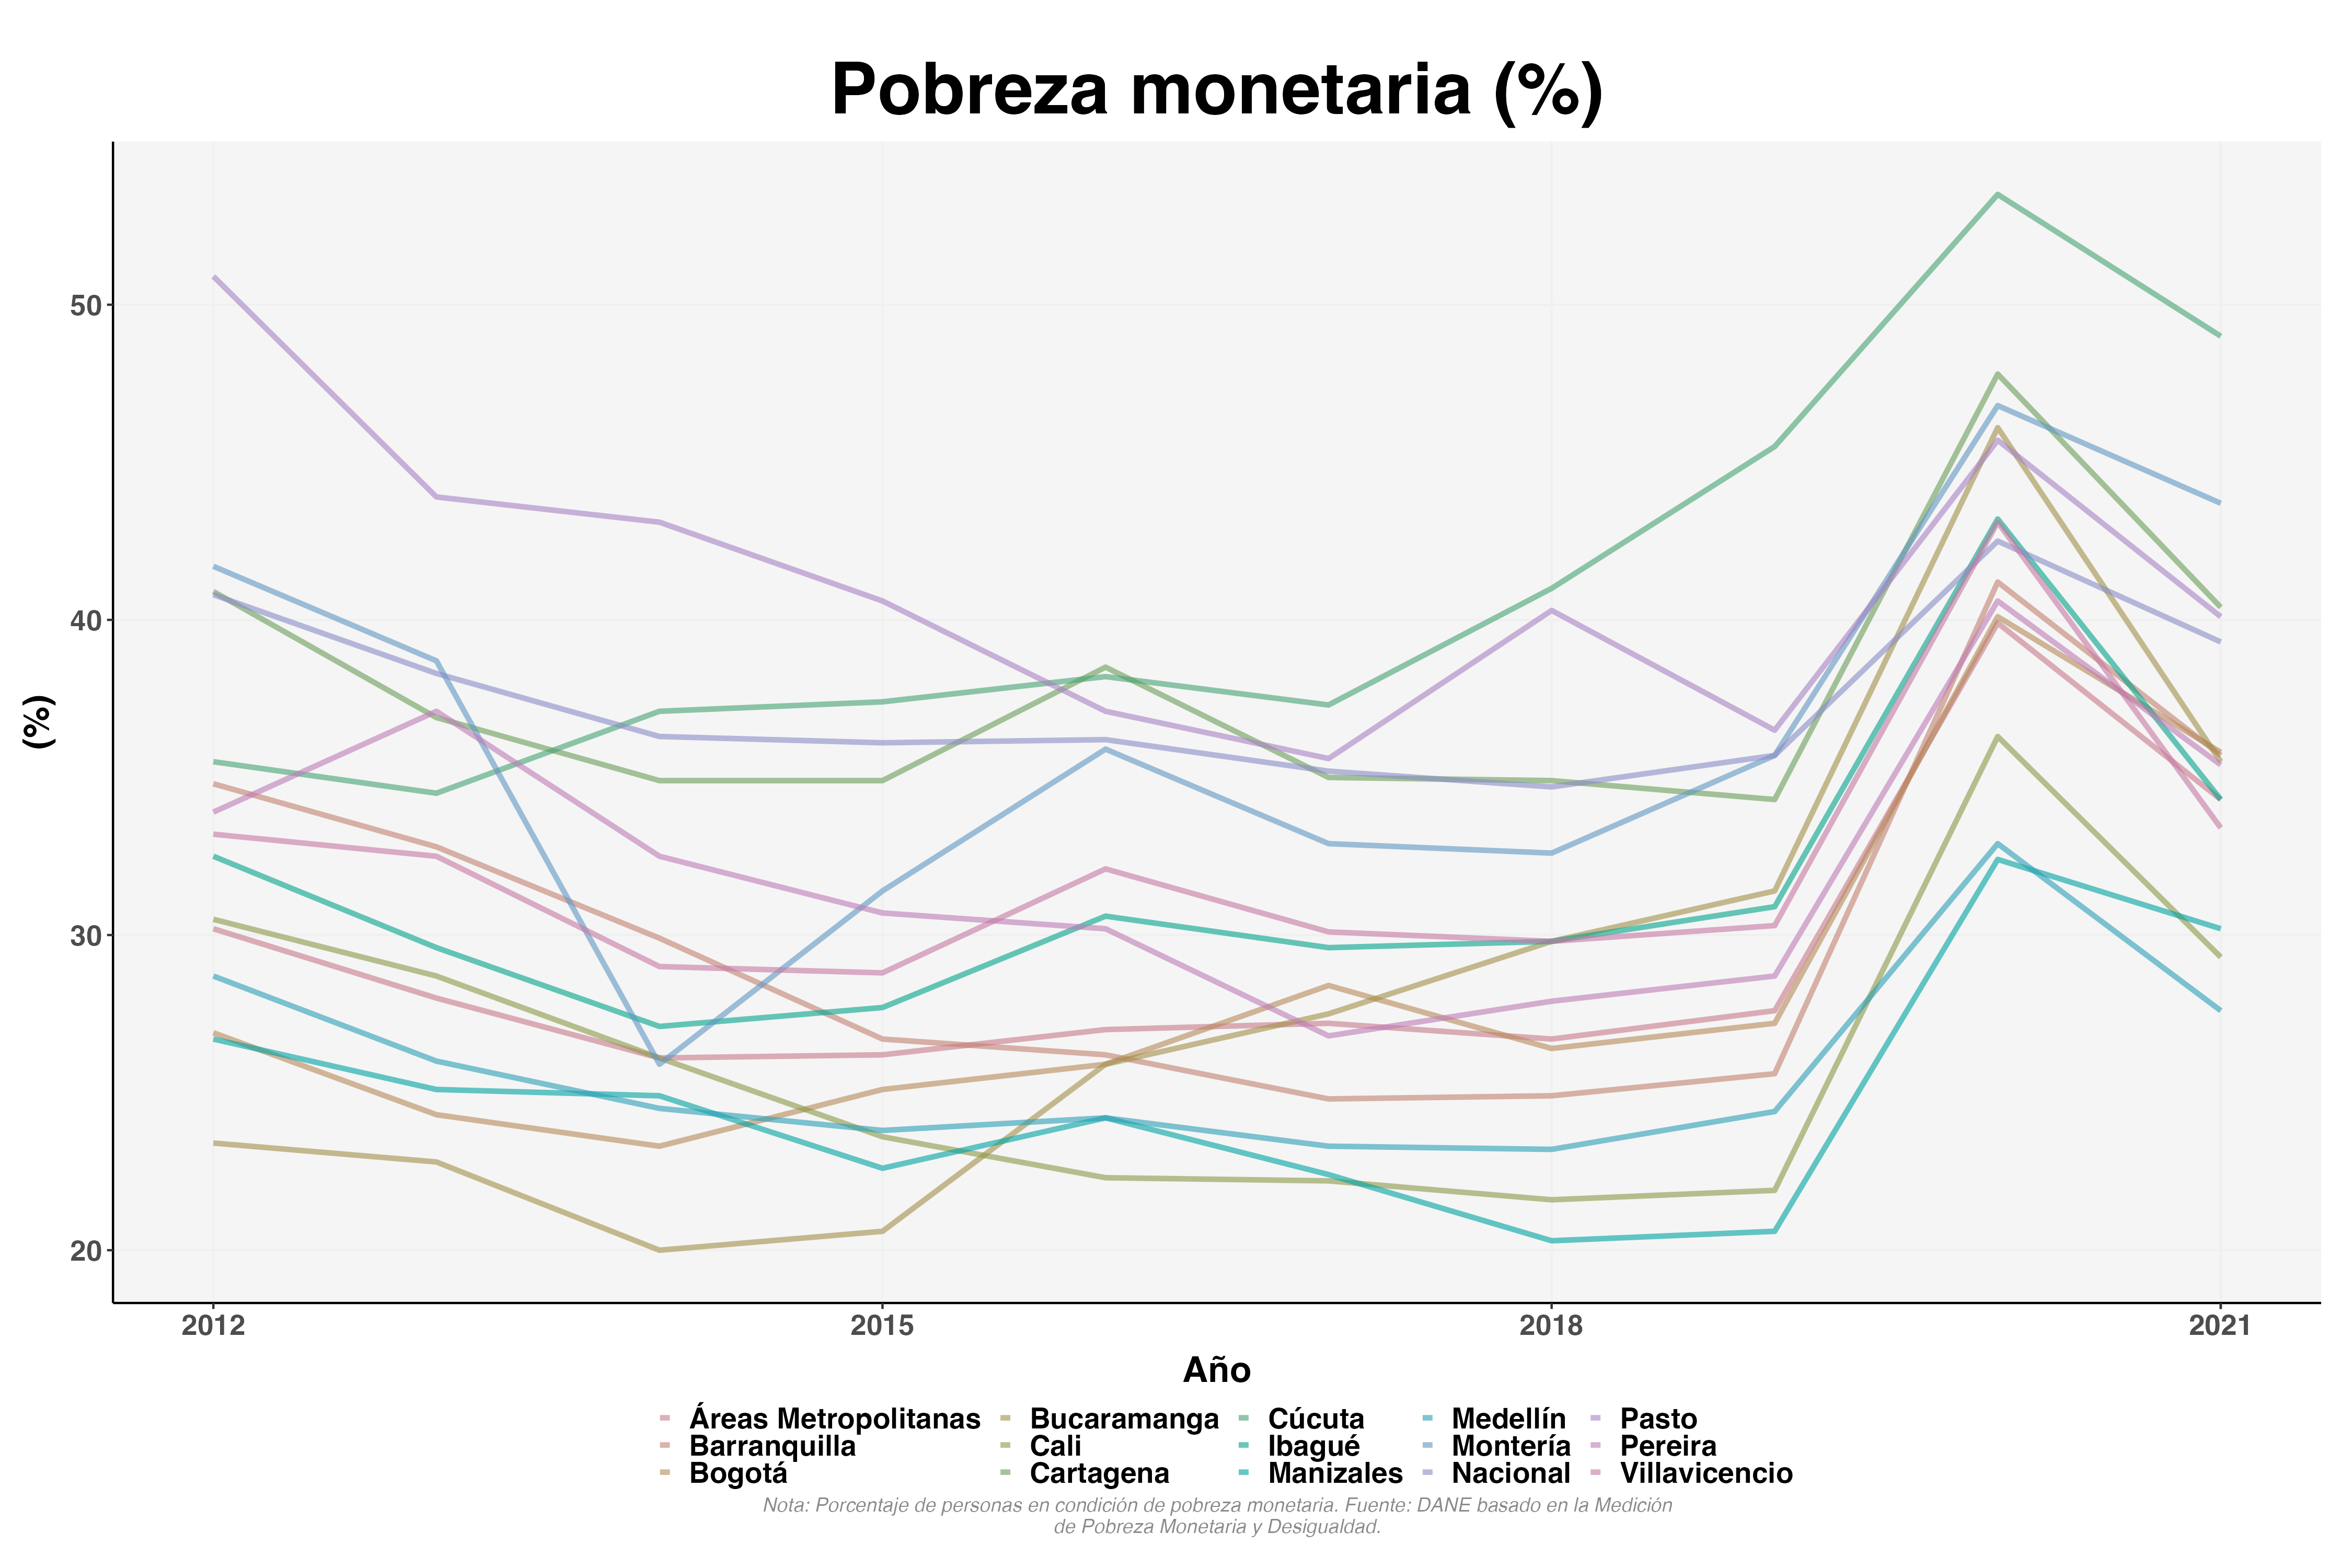 Pobreza monetaria (%)
(%)
50
40
30
20
2012 2015 2018 2021
Año
Áreas Metropolitanas Bucaramanga Cúcuta Medellín Pasto
Barranquilla Cali Ibagué Montería Pereira
Bogotá Cartagena Manizales Nacional Villavicencio
Nota: Porcentaje de personas en condición de pobreza monetaria. Fuente: DANE basado en la Medición
de Pobreza Monetaria y Desigualdad.